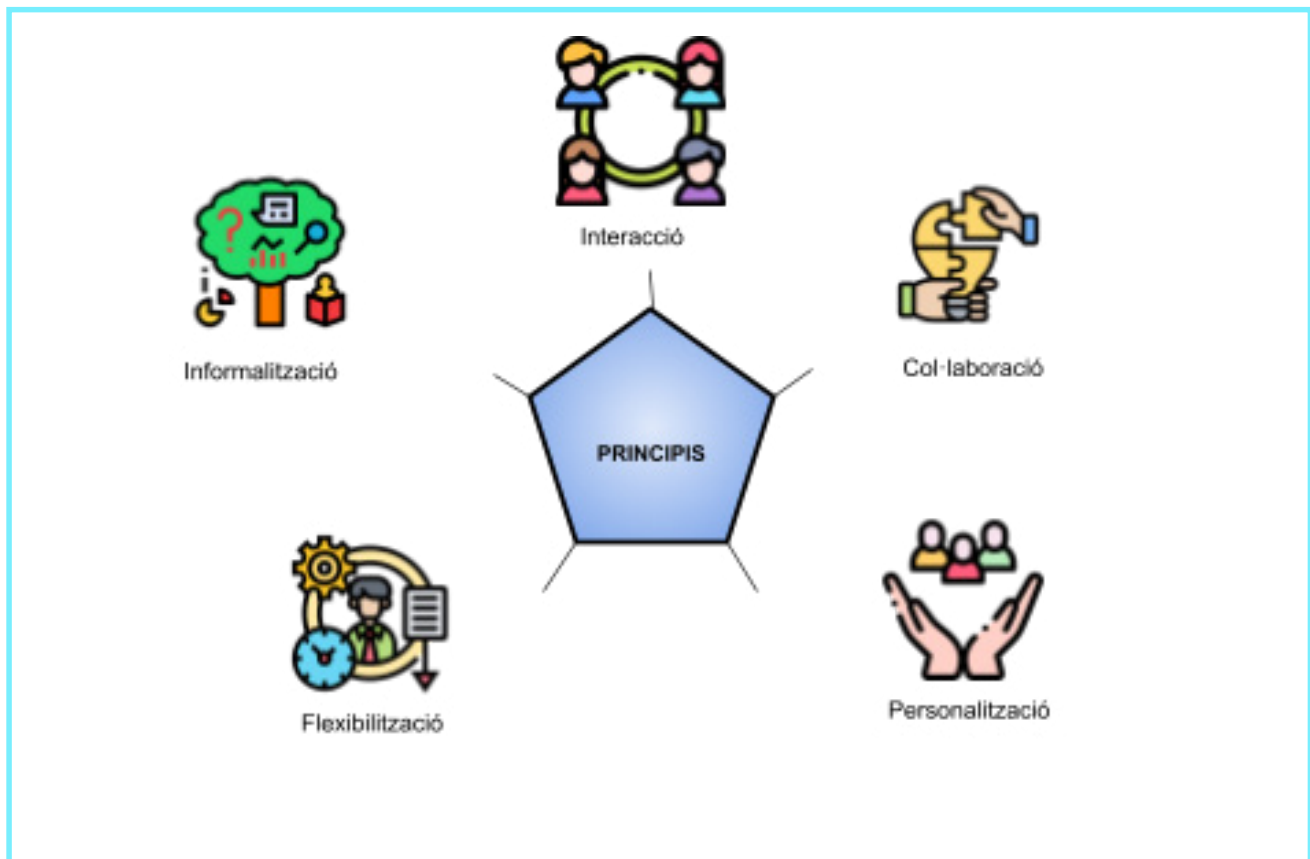 Interacció
Informalització
Col·laboració
PRINCIPIS
Flexibilització
Personalització